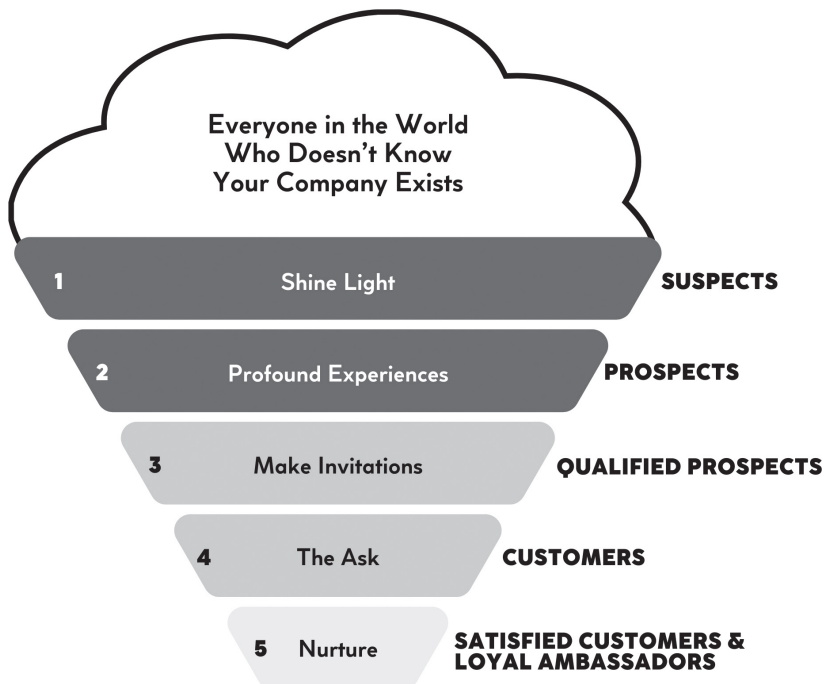 Everyone in the World
Who Doesn't Know
Your Company Exists
1 Shine Light SUSPECTS
2 Profound Experiences PROSPECTS
3 Make Invitations QUALIFIED PROSPECTS
4 The Ask CUSTOMERS
5 Nurture SATISFIED CUSTOMERS &
LOYAL AMBASSADORS